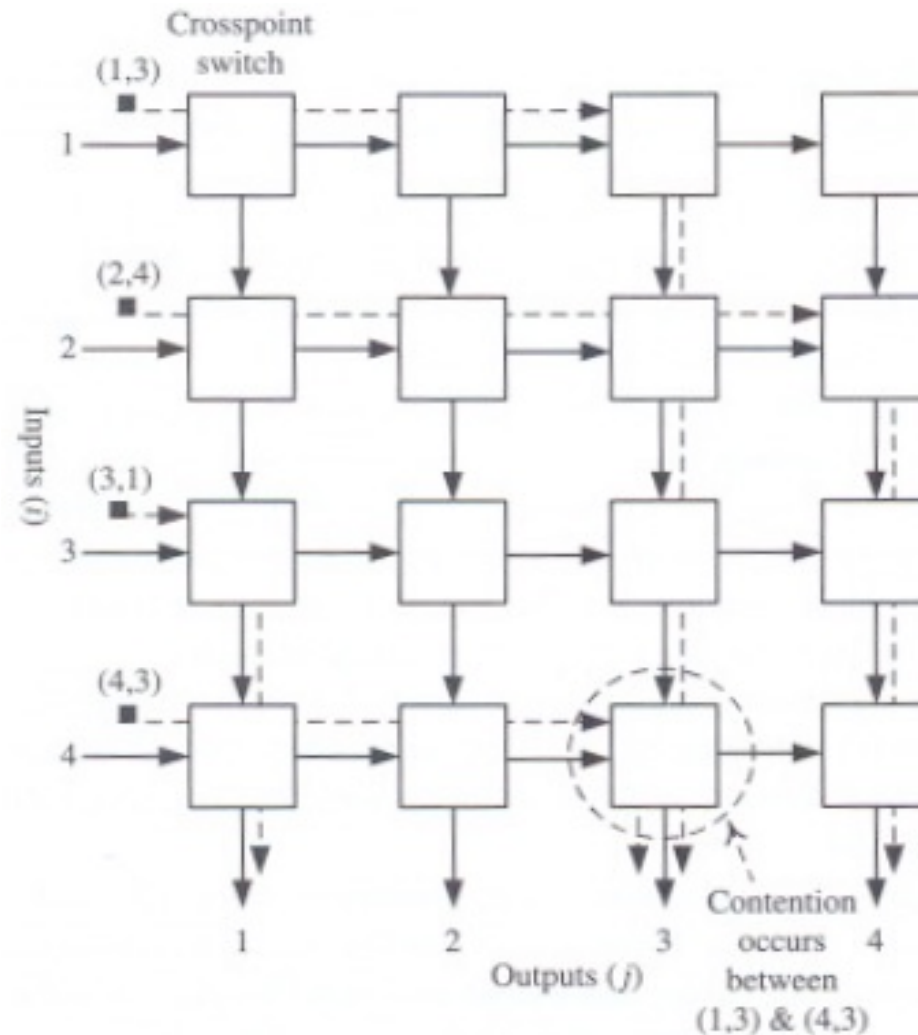 Crosspoint
switch
(1,3)
1
(2,4)
2
Inputs (i)
(3,1)
3
(4,3)
4
1
2
3
4
Outputs (j)
Contention
occurs
between
(1,3) & (4,3)